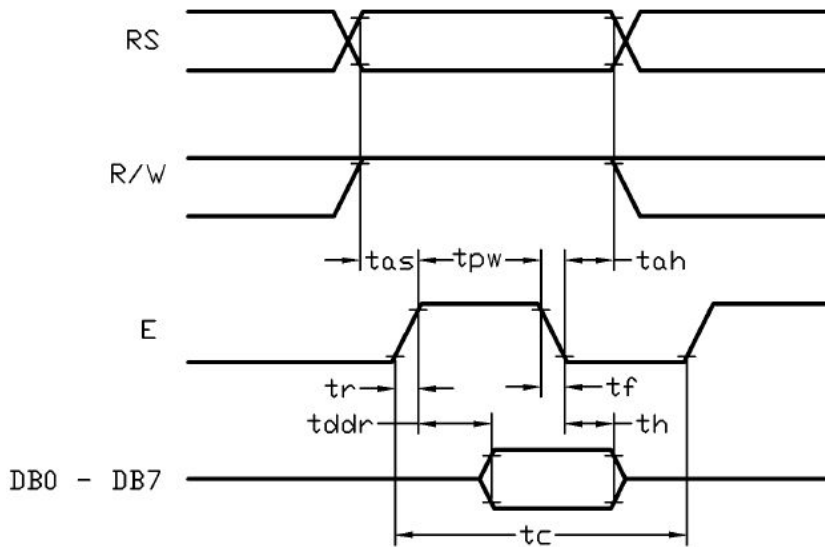 RS
R/W
tas tpw tah
E
tr tf
tddr th
DB0 - DB7
tc